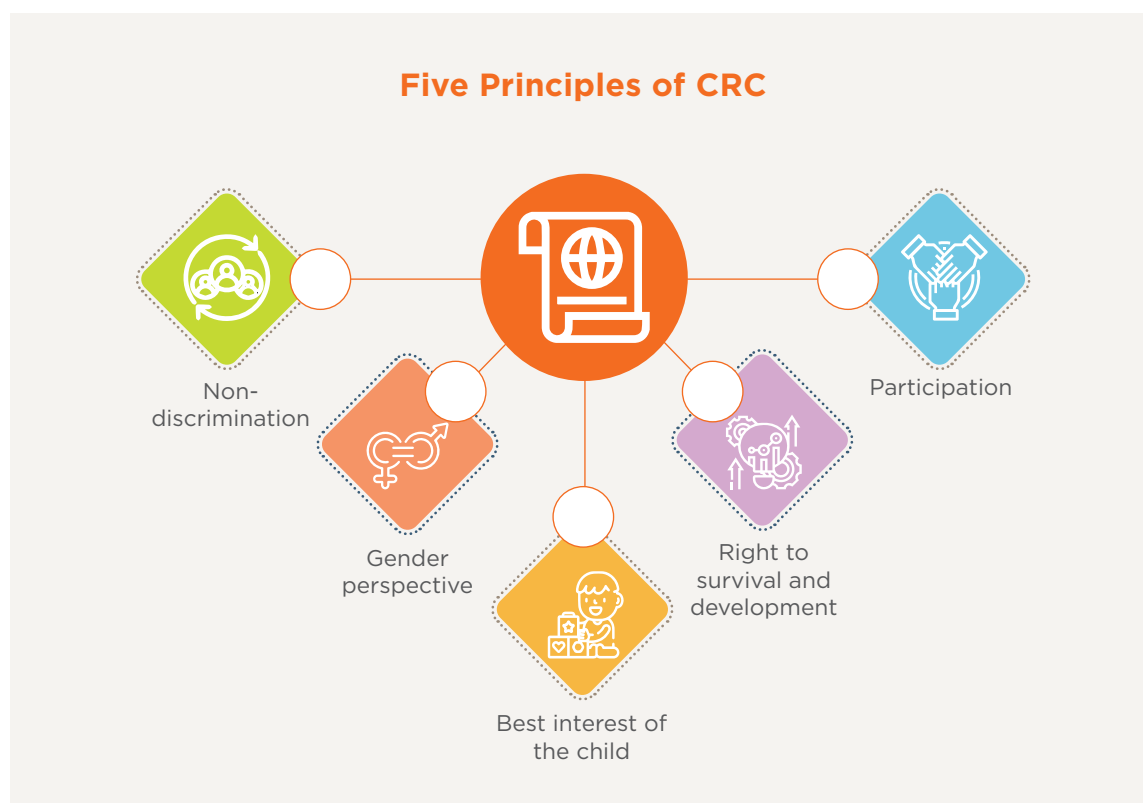 Five Principles of CRC
Non-
discrimination
Gender
perspective
Best interest of
the child
Right to
survival and
development
Participation